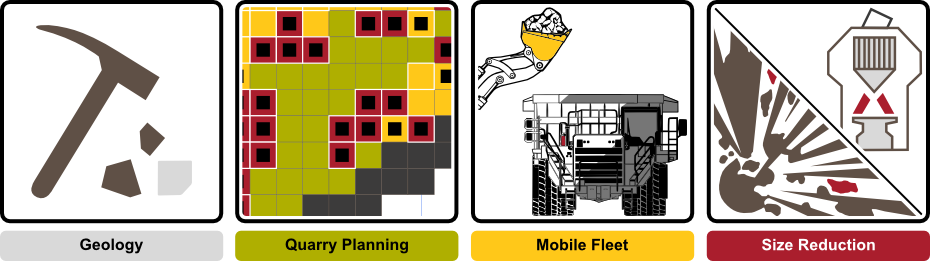 Geology
Quarry Planning
Mobile Fleet
Size Reduction